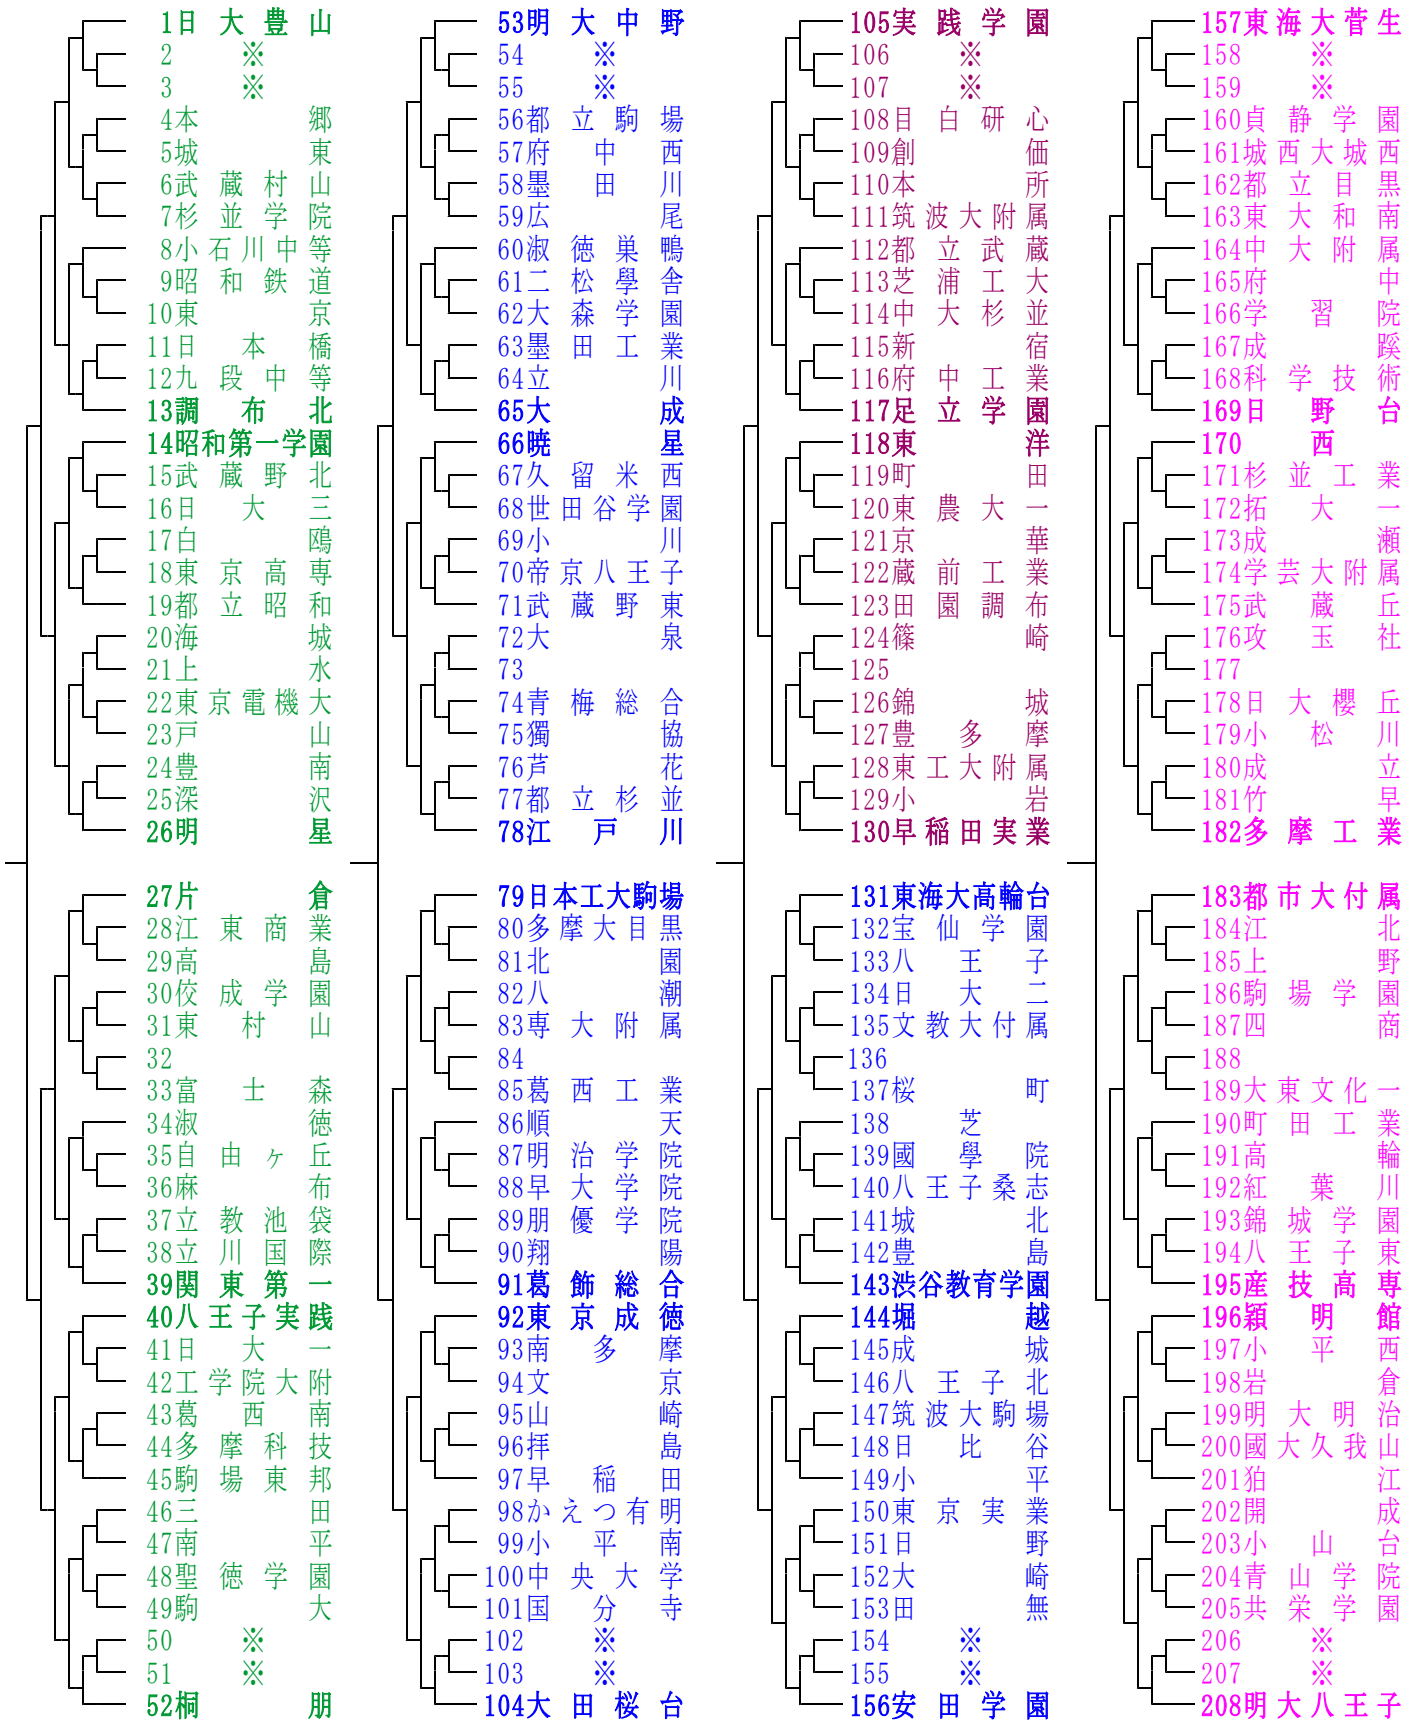 1日大豊山
2 ※
3 ※
4本郷
5城東
6武蔵村山
7杉並学院
8小石川中等
9昭和鉄道
10東京
11日本橋
12九段中等
13調布北
14昭和第一学園
15武蔵野北
16日大三
17白鴎
18東京高専
19都立昭和
20海城
21上水
22東京電機大
23戸山
24豊南
25深沢
26明星
27片倉
28江東商業
29高島
30佼成学園
31東村山
32
33富士森
34淑徳
35自由ヶ丘
36麻布
37立教池袋
38立川国際
39関東第一
40八王子実践
41日大一
42工学院大附
43葛西南
44多摩科技
45駒場東邦
46三田
47南平
48聖徳学園
49駒大
50 ※
51 ※
52桐朋
53明大中野
54 ※
55 ※
56都立駒場
57府中西
58墨田川
59広尾
60淑徳巣鴨
61二松學舎
62大森学園
63墨田工業
64立川
65大成
66暁星
67久留米西
68世田谷学園
69小川
70帝京八王子
71武蔵野東
72大泉
73
74青梅総合
75獨協
76芦花
77都立杉並
78江戸川
79日本工大駒場
80多摩大目黒
81北園
82八潮
83専大附属
84
85葛西工業
86順天
87明治学院
88早大学院
89朋優学院
90翔陽
91葛飾総合
92東京成徳
93南多摩
94文京
95山崎
96拝島
97早稲田
98かえつ有明
99小平南
100中央大学
101国分寺
102 ※
103 ※
104大田桜台
105実践学園
106 ※
107 ※
108目白研心
109創価
110本所
111筑波大附属
112都立武蔵
113芝浦工大
114中大杉並
115新宿
116府中工業
117足立学園
118東洋
119町田
120東農大一
121京華
122蔵前工業
123田園調布
124篠崎
125
126錦城
127豊多摩
128東工大附属
129小岩
130早稲田実業
131東海大高輪台
132宝仙学園
133八王子
134日大二
135文教大付属
136
137桜町
138 芝
139國學院
140八王子桑志
141城北
142豊島
143渋谷教育学園
144堀越
145成城
146八王子北
147筑波大駒場
148日比谷
149小平
150東京実業
151日野
152大崎
153田無
154 ※
155 ※
156安田学園
157東海大菅生
158 ※
159 ※
160貞静学園
161城西大城西
162都立目黒
163東大和南
164中大附属
165府中
166学習院
167成蹊
168科学技術
169日野台
170 西
171杉並工業
172拓大一
173成瀬
174学芸大附属
175武蔵丘
176攻玉社
177
178日大櫻丘
179小松川
180成立
181竹早
182多摩工業
183都市大付属
184江北
185上野
186駒場学園
187四商
188
189大東文化一
190町田工業
191高輪
192紅葉川
193錦城学園
194八王子東
195産技高専
196穎明館
197小平西
198岩倉
199明大明治
200國大久我山
201狛江
202開成
203小山台
204青山学院
205共栄学園
206 ※
207 ※
208明大八王子